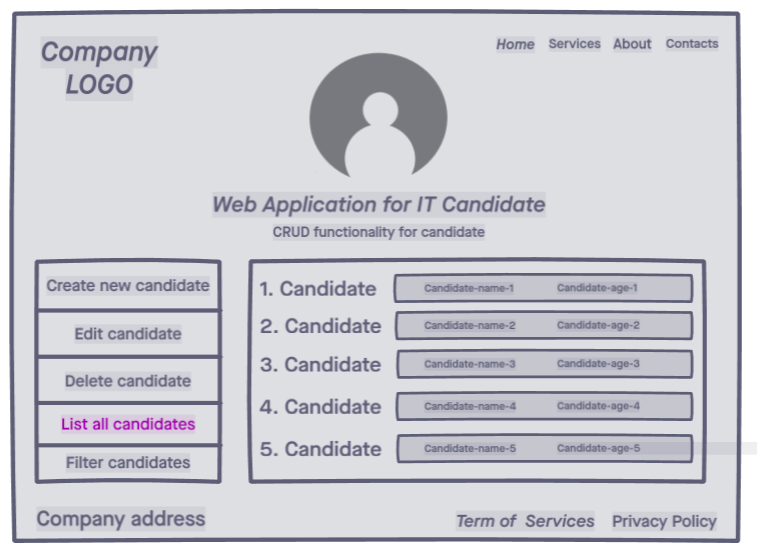 Company
LOGO
Home Services About Contacts
Web Application for IT Candidate
CRUD functionality for candidate
Create new candidate
Edit candidate
Delete candidate
List all candidates
Filter candidates
1. Candidate Candidate-name-1 Candidate-age-1
2. Candidate Candidate-name-2 Candidate-age-2
3. Candidate Candidate-name-3 Candidate-age-3
4. Candidate Candidate-name-4 Candidate-age-4
5. Candidate Candidate-name-5 Candidate-age-5
Company address
Term of Services Privacy Policy